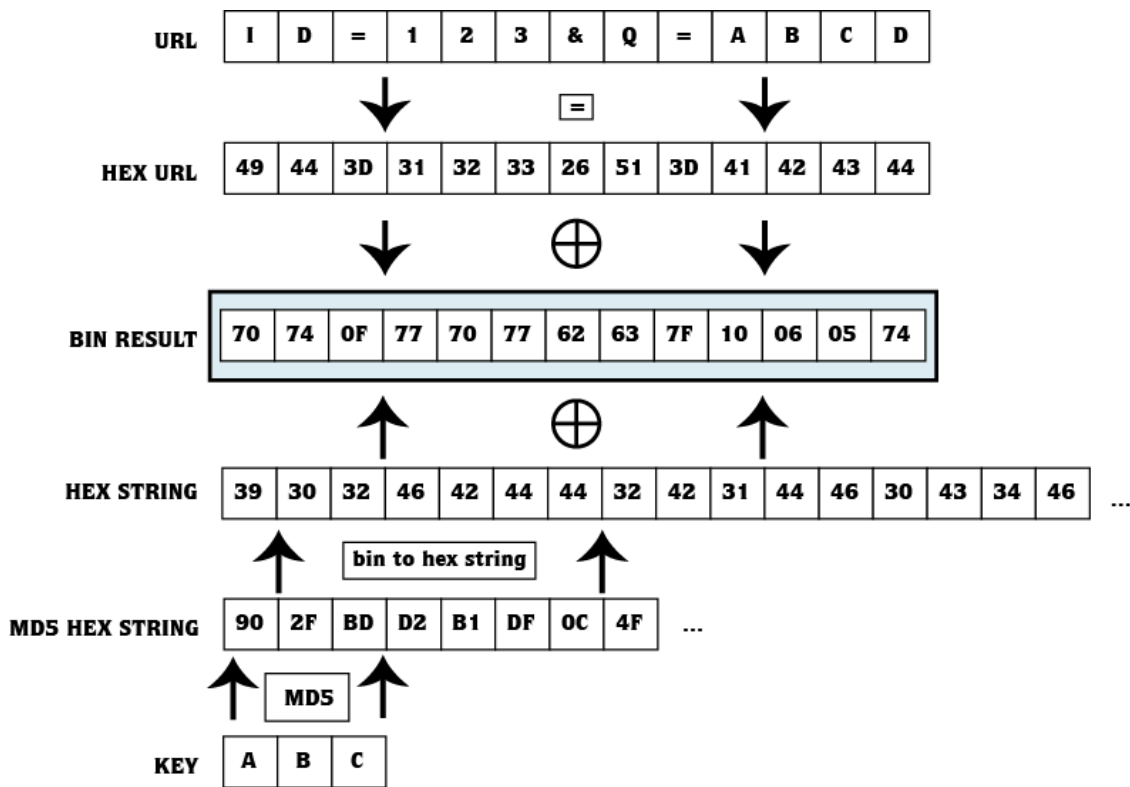 URL I D = 1 2 3 & Q = A B C D
=
HEX URL 49 44 3D 31 32 33 26 51 3D 41 42 43 44
BIN RESULT 70 74 0F 77 70 77 62 63 7F 10 06 05 74
HEX STRING 39 30 32 46 42 44 44 32 42 31 44 46 30 43 34 46 ...
bin to hex string
MD5 HEX STRING 90 2F BD D2 B1 DF 0C 4F ...
MD5
KEY A B C